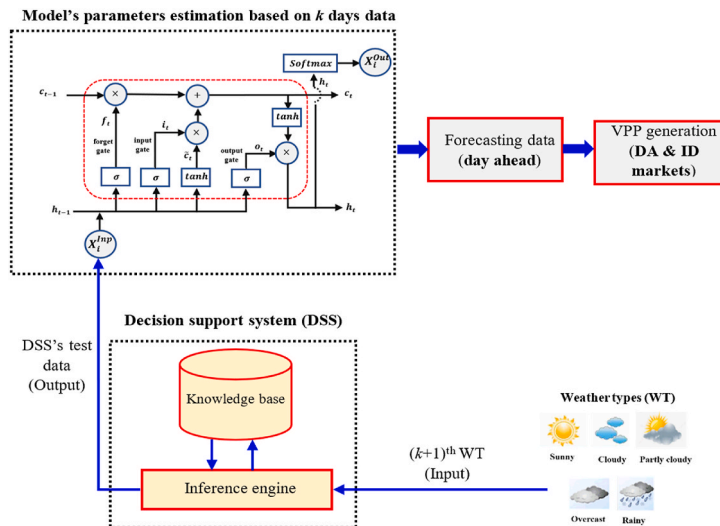 Model's parameters estimation based on k days data
Softmax
X_i^Out
h_t
c_{t-1}
×
+
c_t
f_t
i_t
tanh
forget
gate
input
gate
×
output
gate
o_t
×
c̃_t
σ
σ
tanh
σ
h_{t-1}
h_t
X_i^Inp
Forecasting data
(day ahead)
VPP generation
(DA & ID
markets)
Decision support system (DSS)
DSS's test
data
(Output)
Knowledge base
Inference engine
(k+1)th WT
(Input)
Weather types (WT)
Sunny
Cloudy
Partly cloudy
Overcast
Rainy